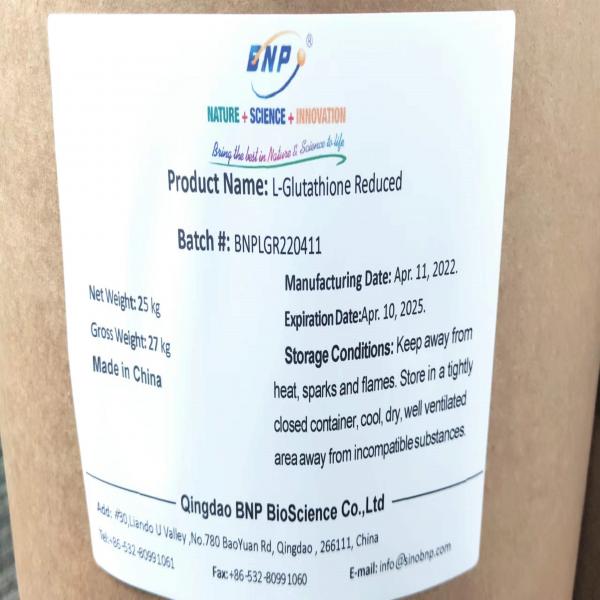 BNP®
NATURE + SCIENCE + INNOVATION
Bring the best in Nature & Science to life
Product Name: L-Glutathione Reduced
Batch #: BNPLGR220411
Net Weight: 25 kg
Gross Weight: 27 kg
Made in China
Manufacturing Date: Apr. 11, 2022.
Expiration Date:Apr. 10, 2025.
Storage Conditions: Keep away from
heat, sparks and flames. Store in a tightly
closed container, cool, dry, well ventilated
area away from incompatible substances.
Qingdao BNP BioScience Co.,Ltd
Add: #30,Liando U Valley ,No.780 BaoYuan Rd, Qingdao , 266111, China
Tel:+86-532-80991061
Fax:+86-532-80991060
E-mail: info@sinobnp.com